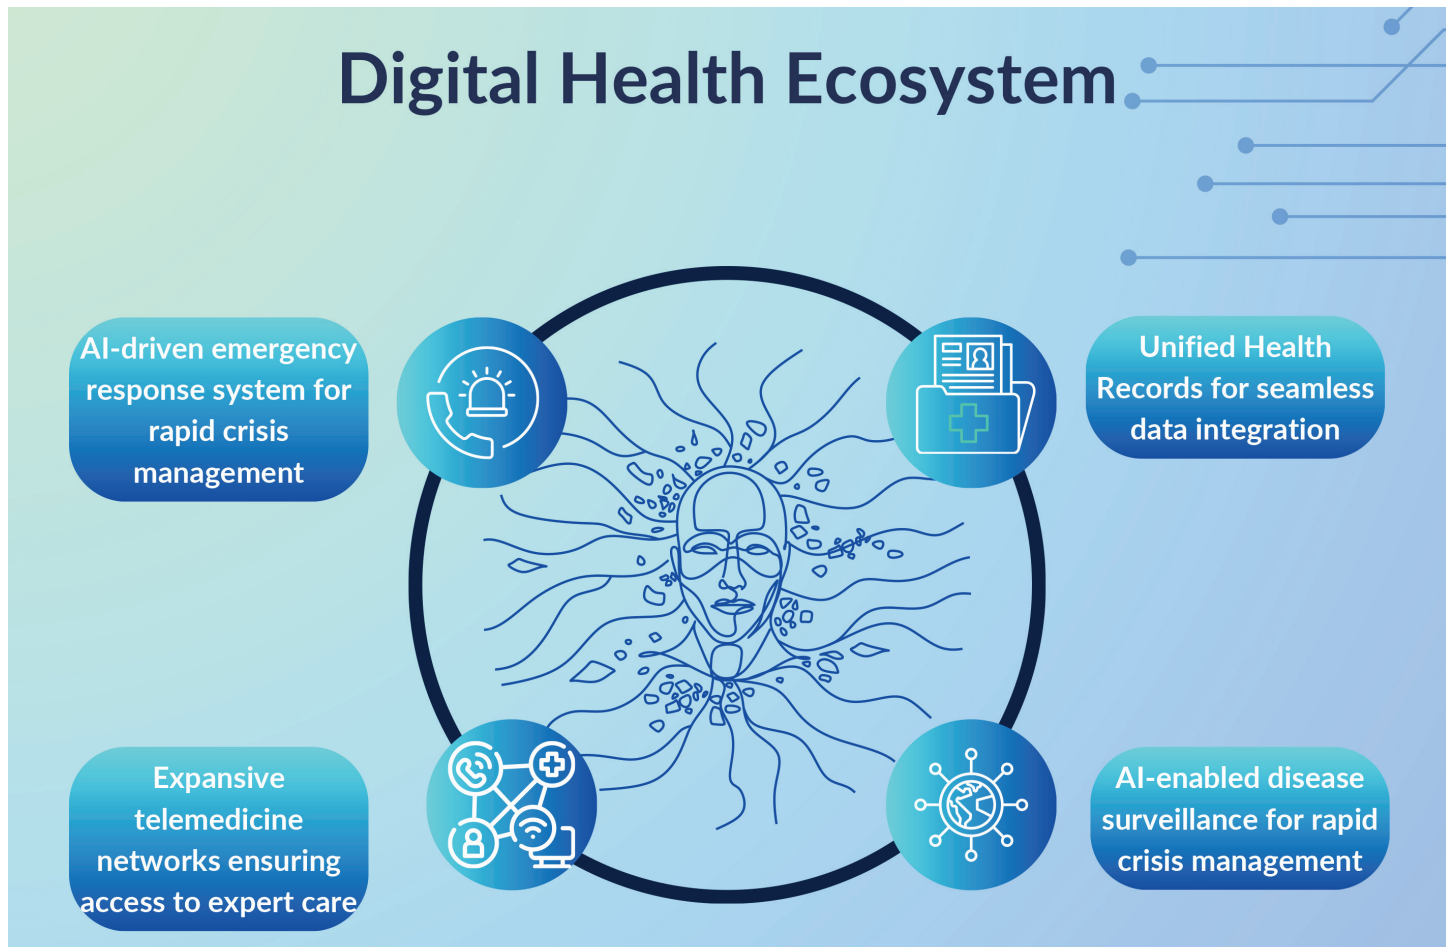 Digital Health Ecosystem
AI-driven emergency
response system for
rapid crisis
management
Unified Health
Records for seamless
data integration
Expansive
telemedicine
networks ensuring
access to expert care
AI-enabled disease
surveillance for rapid
crisis management